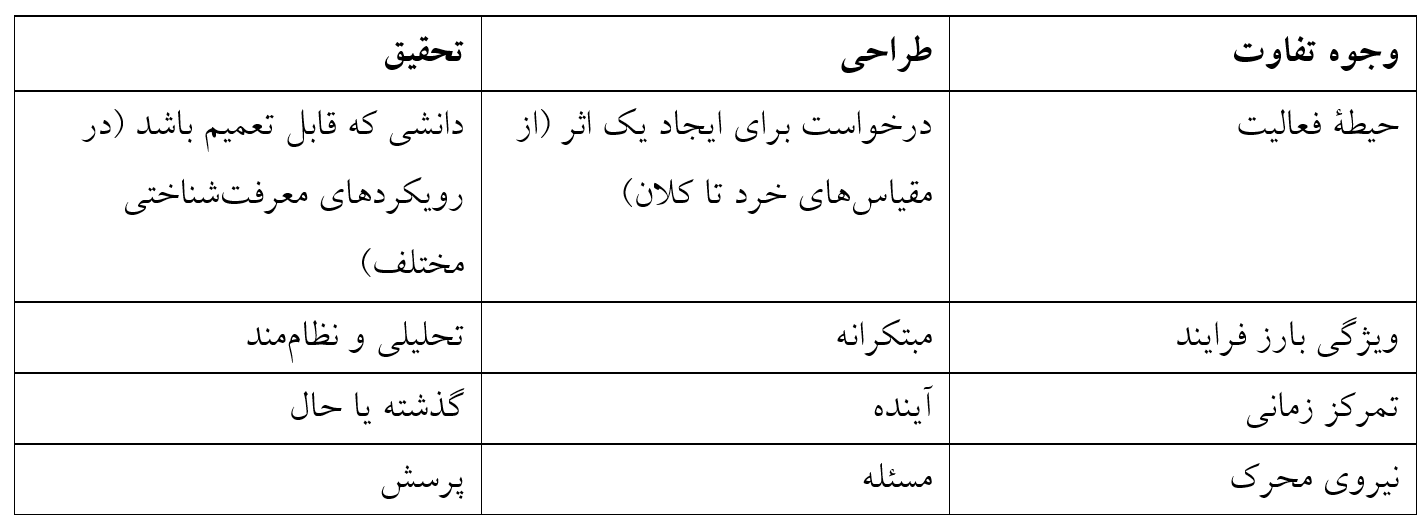 وجوه تفاوت	طراحی	تحقیق
حیطهٔ فعالیت	درخواست برای ایجاد یک اثر (از	دانشی که قابل تعمیم باشد (در
مقیاس‌های خرد تا کلان)	رویکردهای معرفت‌شناختی
مختلف)
ویژگی بارز فرایند	مبتکرانه	تحلیلی و نظام‌مند
تمرکز زمانی	آینده	گذشته یا حال
نیروی محرک	مسئله	پرسش